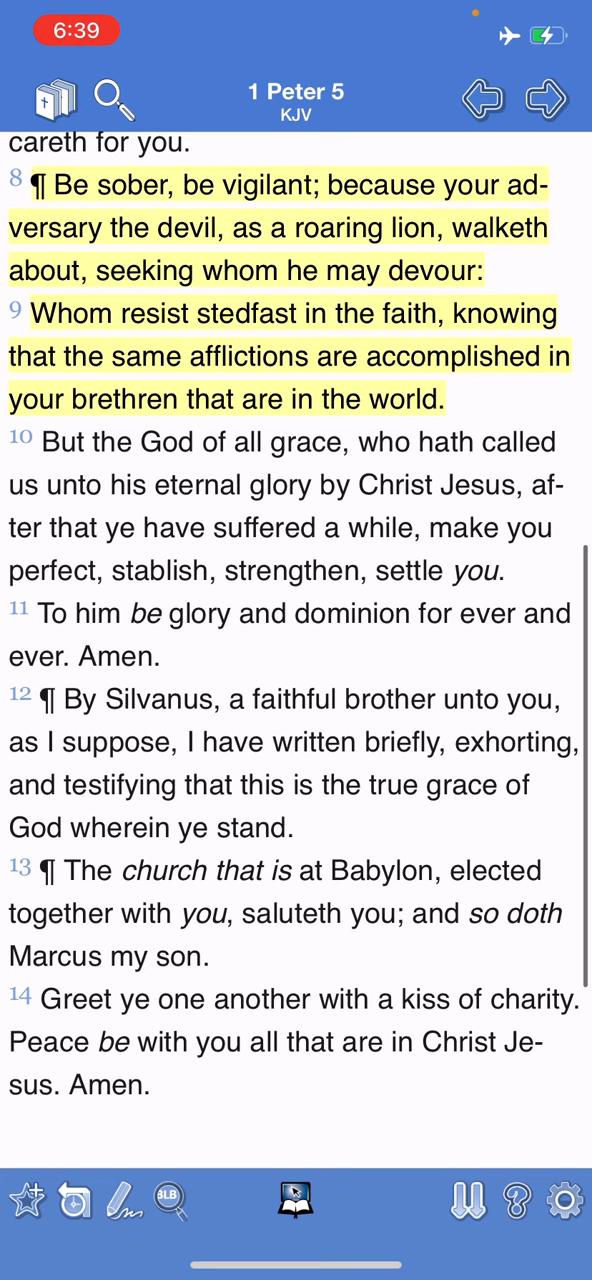 6:39
1 Peter 5
KJV
careth for you.
8 ¶ Be sober, be vigilant; because your ad-
versary the devil, as a roaring lion, walketh
about, seeking whom he may devour:
9 Whom resist stedfast in the faith, knowing
that the same afflictions are accomplished in
your brethren that are in the world.
10 But the God of all grace, who hath called
us unto his eternal glory by Christ Jesus, af-
ter that ye have suffered a while, make you
perfect, stablish, strengthen, settle you.
11 To him be glory and dominion for ever and
ever. Amen.
12 ¶ By Silvanus, a faithful brother unto you,
as I suppose, I have written briefly, exhorting,
and testifying that this is the true grace of
God wherein ye stand.
13 ¶ The church that is at Babylon, elected
together with you, saluteth you; and so doth
Marcus my son.
14 Greet ye one another with a kiss of charity.
Peace be with you all that are in Christ Je-
sus. Amen.
BLB